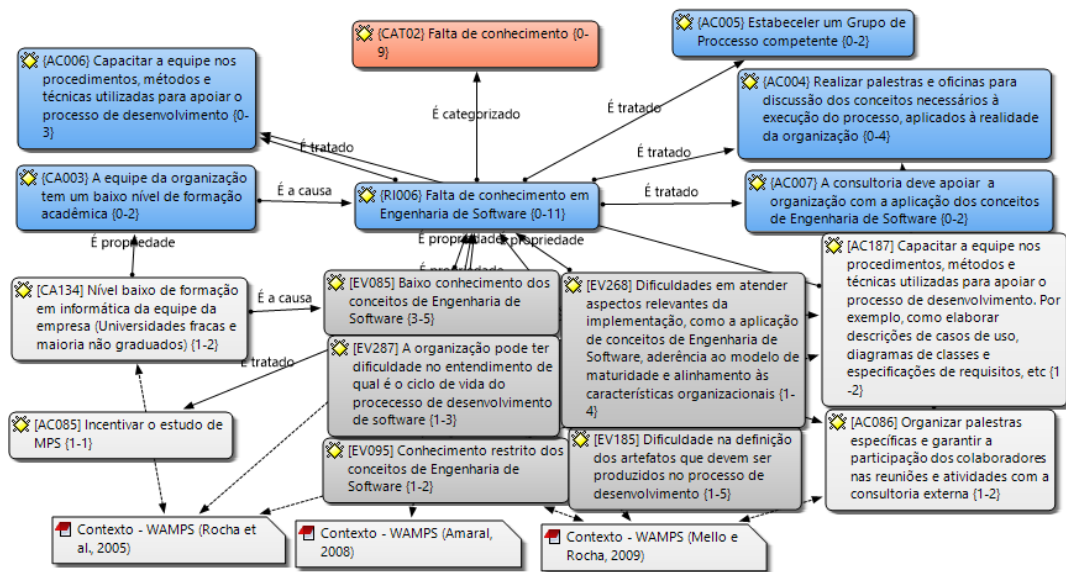 {CAT02} Falta de conhecimento {0-
9}
{AC005} Estabeceler um Grupo de
Proccesso competente {0-2}
{AC006} Capacitar a equipe nos
procedimentos, métodos e
técnicas utilizadas para apoiar o
processo de desenvolvimento {0-
3}
{AC004} Realizar palestras e oficinas para
discussão dos conceitos necessários à
execução do processo, aplicados à realidade
da organização {0-4}
É categorizado
É tratado
É tratado
É tratado
É tratado
{CA003} A equipe da organização
tem um baixo nível de formação
acadêmica {0-2}
É a causa
{RI006} Falta de conhecimento em
Engenharia de Software {0-11}
{AC007} A consultoria deve apoiar a
organização com a aplicação dos conceitos
de Engenharia de Software {0-2}
É propriedade
É propriedade
propriedade
É propriedade
[CA134] Nível baixo de formação
em informática da equipe da
empresa (Universidades fracas e
maioria não graduados) {1-2}
É a causa
[EV085] Baixo conhecimento dos
conceitos de Engenharia de
Software {3-5}
[EV268] Dificuldades em atender
aspectos relevantes da
implementação, como a aplicação
de conceitos de Engenharia de
Software, aderência ao modelo de
maturidade e alinhamento às
características organizacionais {1-
4}
[AC187] Capacitar a equipe nos
procedimentos, métodos e
técnicas utilizadas para apoiar o
processo de desenvolvimento. Por
exemplo, como elaborar
descrições de casos de uso,
diagramas de classes e
especificações de requisitos, etc {1
-2}
[EV287] A organização pode ter
dificuldade no entendimento de
qual é o ciclo de vida do
proccesso de desenvolvimento
de software {1-3}
É tratado
[AC085] Incentivar o estudo de
MPS {1-1}
[EV095] Conhecimento restrito dos
conceitos de Engenharia de
Software {1-2}
[EV185] Dificuldade na definição
dos artefatos que devem ser
produzidos no processo de
desenvolvimento {1-5}
[AC086] Organizar palestras
específicas e garantir a
participação dos colaboradores
nas reuniões e atividades com a
consultoria externa {1-2}
Contexto - WAMPS (Rocha et
al., 2005)
Contexto - WAMPS (Amaral,
2008)
Contexto - WAMPS (Mello e
Rocha, 2009)